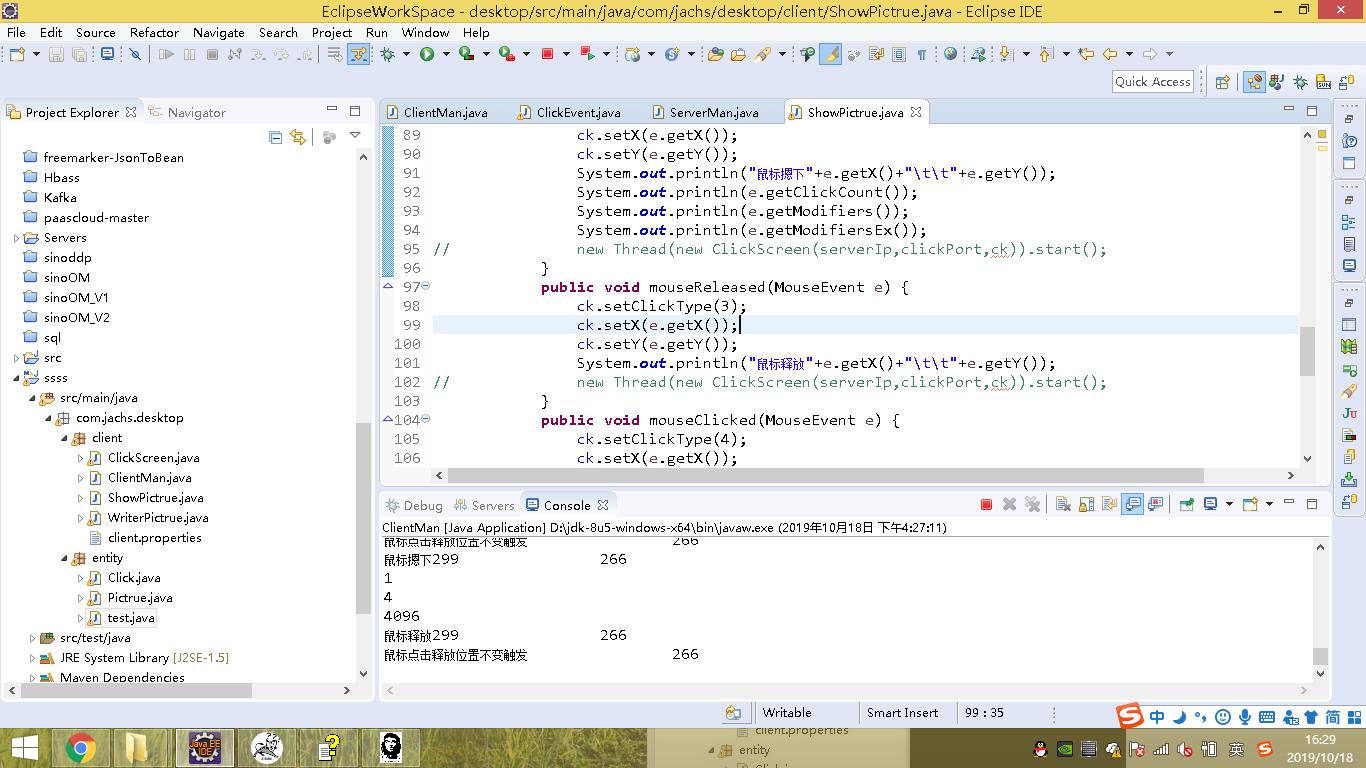 EclipseWorkSpace - desktop/src/main/java/com/jachs/desktop/client/ShowPictrue.java - Eclipse IDE
File Edit Source Refactor Navigate Search Project Run Window Help
Quick Access
Project Explorer Navigator
freemarker-JsonToBean
Hbass
Kafka
paascloud-master
Servers
sinoddp
sinoOM
sinoOM_V1
sinoOM_V2
sql
src
ssss
src/main/java
com.jachs.desktop
client
ClickScreen.java
ClientMan.java
ShowPictrue.java
WriterPictrue.java
client.properties
entity
Click.java
Pictrue.java
test.java
src/test/java
JRE System Library [J2SE-1.5]
Maven Dependencies
ClientMan.java ClickEvent.java ServerMan.java ShowPictrue.java
89 ck.setX(e.getX());
90 ck.setY(e.getY());
91 System.out.println("鼠标摁下"+e.getX()+"\t\t"+e.getY());
92 System.out.println(e.getClickCount());
93 System.out.println(e.getModifiers());
94 System.out.println(e.getModifiersEx());
95 // new Thread(new ClickScreen(serverIp,clickPort,ck)).start();
96 }
97 public void mouseReleased(MouseEvent e) {
98 ck.setClickType(3);
99 ck.setX(e.getX());
100 ck.setY(e.getY());
101 System.out.println("鼠标释放"+e.getX()+"\t\t"+e.getY());
102 // new Thread(new ClickScreen(serverIp,clickPort,ck)).start();
103 }
104 public void mouseClicked(MouseEvent e) {
105 ck.setClickType(4);
106 ck.setX(e.getX());
Debug Servers Console
ClientMan [Java Application] D:\jdk-8u5-windows-x64\bin\javaw.exe (2019年10月18日 下午4:27:11)
鼠标点击释放位置不变触发 266
鼠标摁下299 266
1
4
4096
鼠标释放299 266
鼠标点击释放位置不变触发 266
Writable Smart Insert 99 : 35
中 简
client.properties
entity
英
16:29
2019/10/18